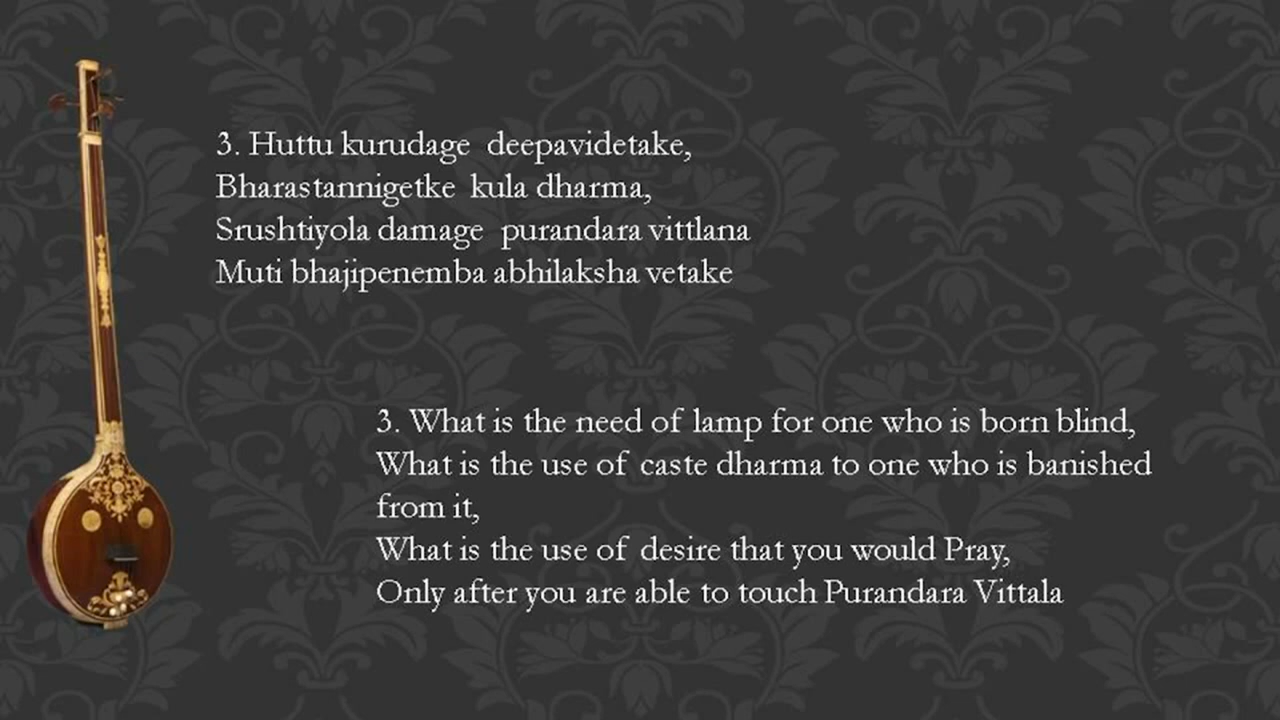 3. Huttu kurudage deepavidetake,
Bharastannigetke kula dharma,
Srushtiyola damage purandara vittlana
Muti bhajipenemba abhilaksha vetake
3. What is the need of lamp for one who is born blind,
What is the use of caste dharma to one who is banished
from it,
What is the use of desire that you would Pray,
Only after you are able to touch Purandara Vittala